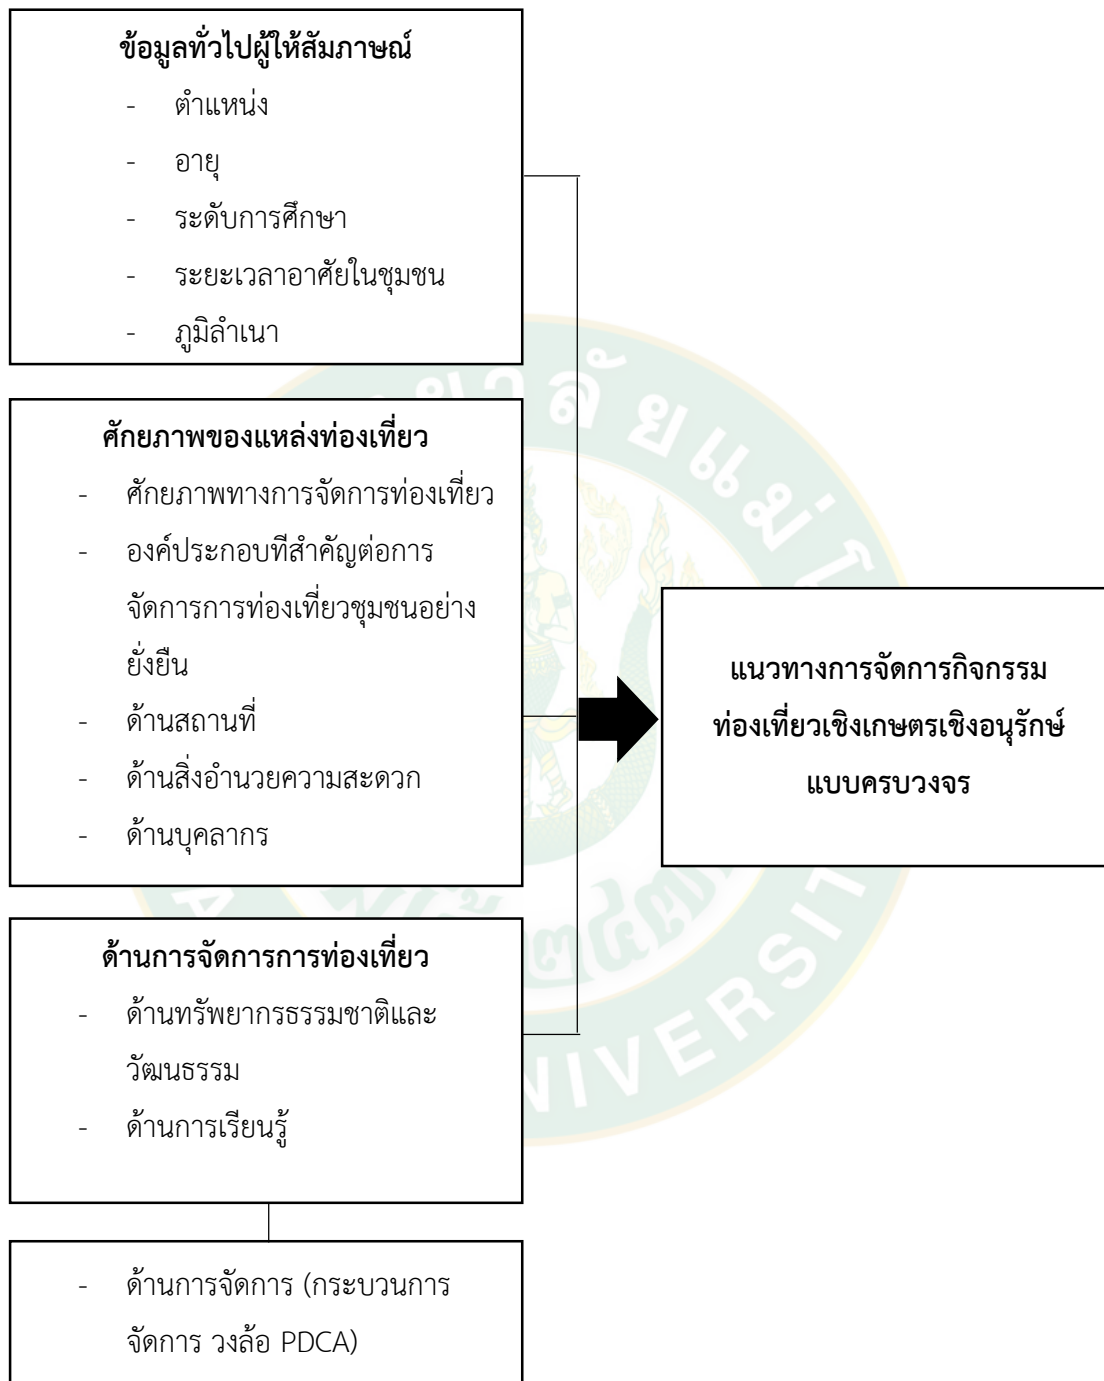 ข้อมูลทั่วไปผู้ให้สัมภาษณ์
- ตำแหน่ง
- อายุ
- ระดับการศึกษา
- ระยะเวลาอาศัยในชุมชน
- ภูมิลำเนา
ศักยภาพของแหล่งท่องเที่ยว
- ศักยภาพทางการจัดการท่องเที่ยว
- องค์ประกอบทีสำคัญต่อการ
จัดการการท่องเที่ยวชุมชนอย่าง
ยั่งยืน
- ด้านสถานที่
- ด้านสิ่งอำนวยความสะดวก
- ด้านบุคลากร
ด้านการจัดการการท่องเที่ยว
- ด้านทรัพยากรธรรมชาติและ
วัฒนธรรม
- ด้านการเรียนรู้
- ด้านการจัดการ (กระบวนการ
จัดการ วงล้อ PDCA)
แนวทางการจัดการกิจกรรม
ท่องเที่ยวเชิงเกษตรเชิงอนุรักษ์
แบบครบวงจร